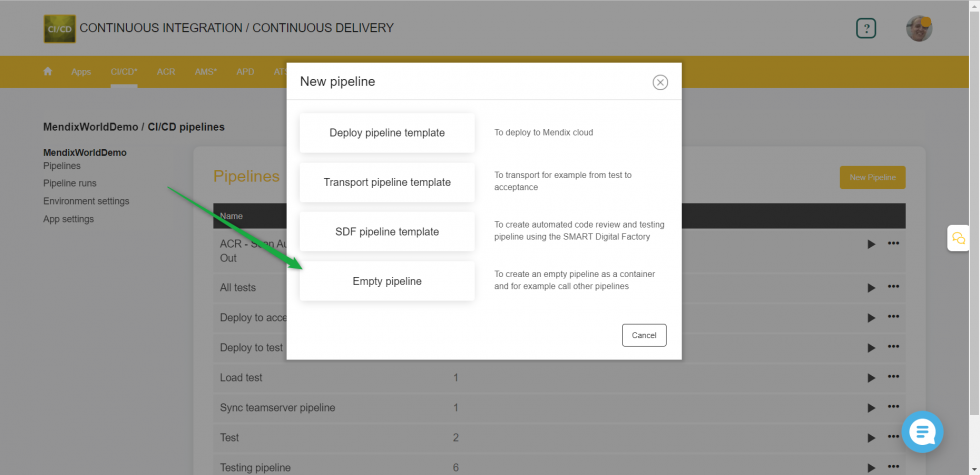 CI/CD
CONTINUOUS INTEGRATION / CONTINUOUS DELIVERY
?
Apps
CI/CD*
ACR
AMS*
APD
New pipeline
MendixWorldDemo / CI/CD pipelines
MendixWorldDemo
Pipelines
Pipeline runs
Environment settings
App settings
Deploy pipeline template
To deploy to Mendix cloud
Transport pipeline template
To transport for example from test to
acceptance
SDF pipeline template
To create automated code review and testing
pipeline using the SMART Digital Factory
Empty pipeline
To create an empty pipeline as a container
and for example call other pipelines
Cancel
Pipelines
New Pipeline
Name
ACR -
Out
All tests
Deploy to acce
Deploy to test
Load test
1
Sync teamserver pipeline
1
Test
2
Testing pipeline
6